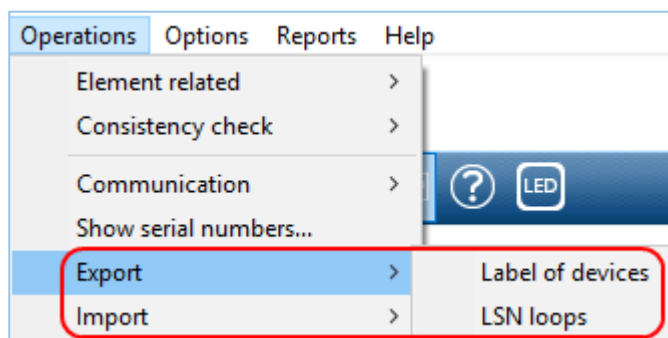 Operations Options Reports Help
Element related >
Consistency check >
Communication >
LED
Show serial numbers...
Export > Label of devices
Import > LSN loops